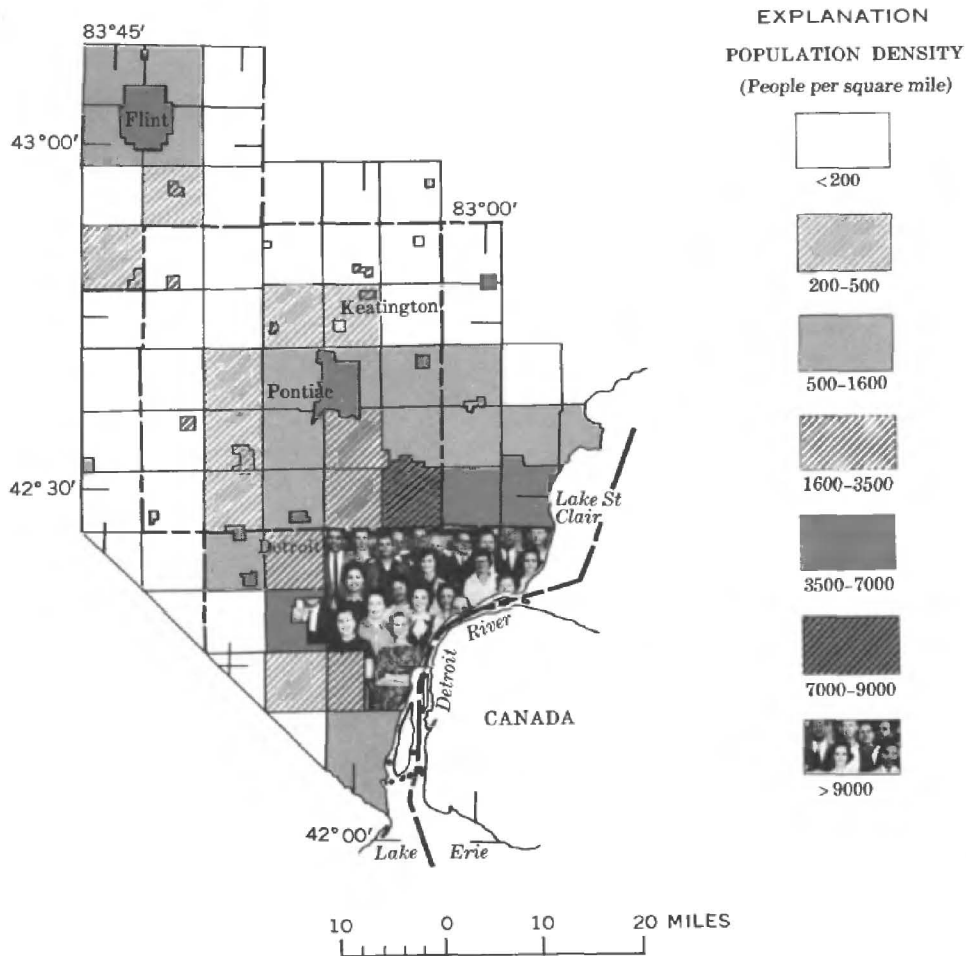 EXPLANATION
POPULATION DENSITY
(People per square mile)
<200
200–500
500–1600
1600–3500
3500–7000
7000–9000
>9000
83°45′
Flint
43°00′
83°00′
Keatington
Pontiac
42°30′
Lake St
Clair
Detroit
River
Detroit
CANADA
42°00′
Lake Erie
10 0 10 20 MILES